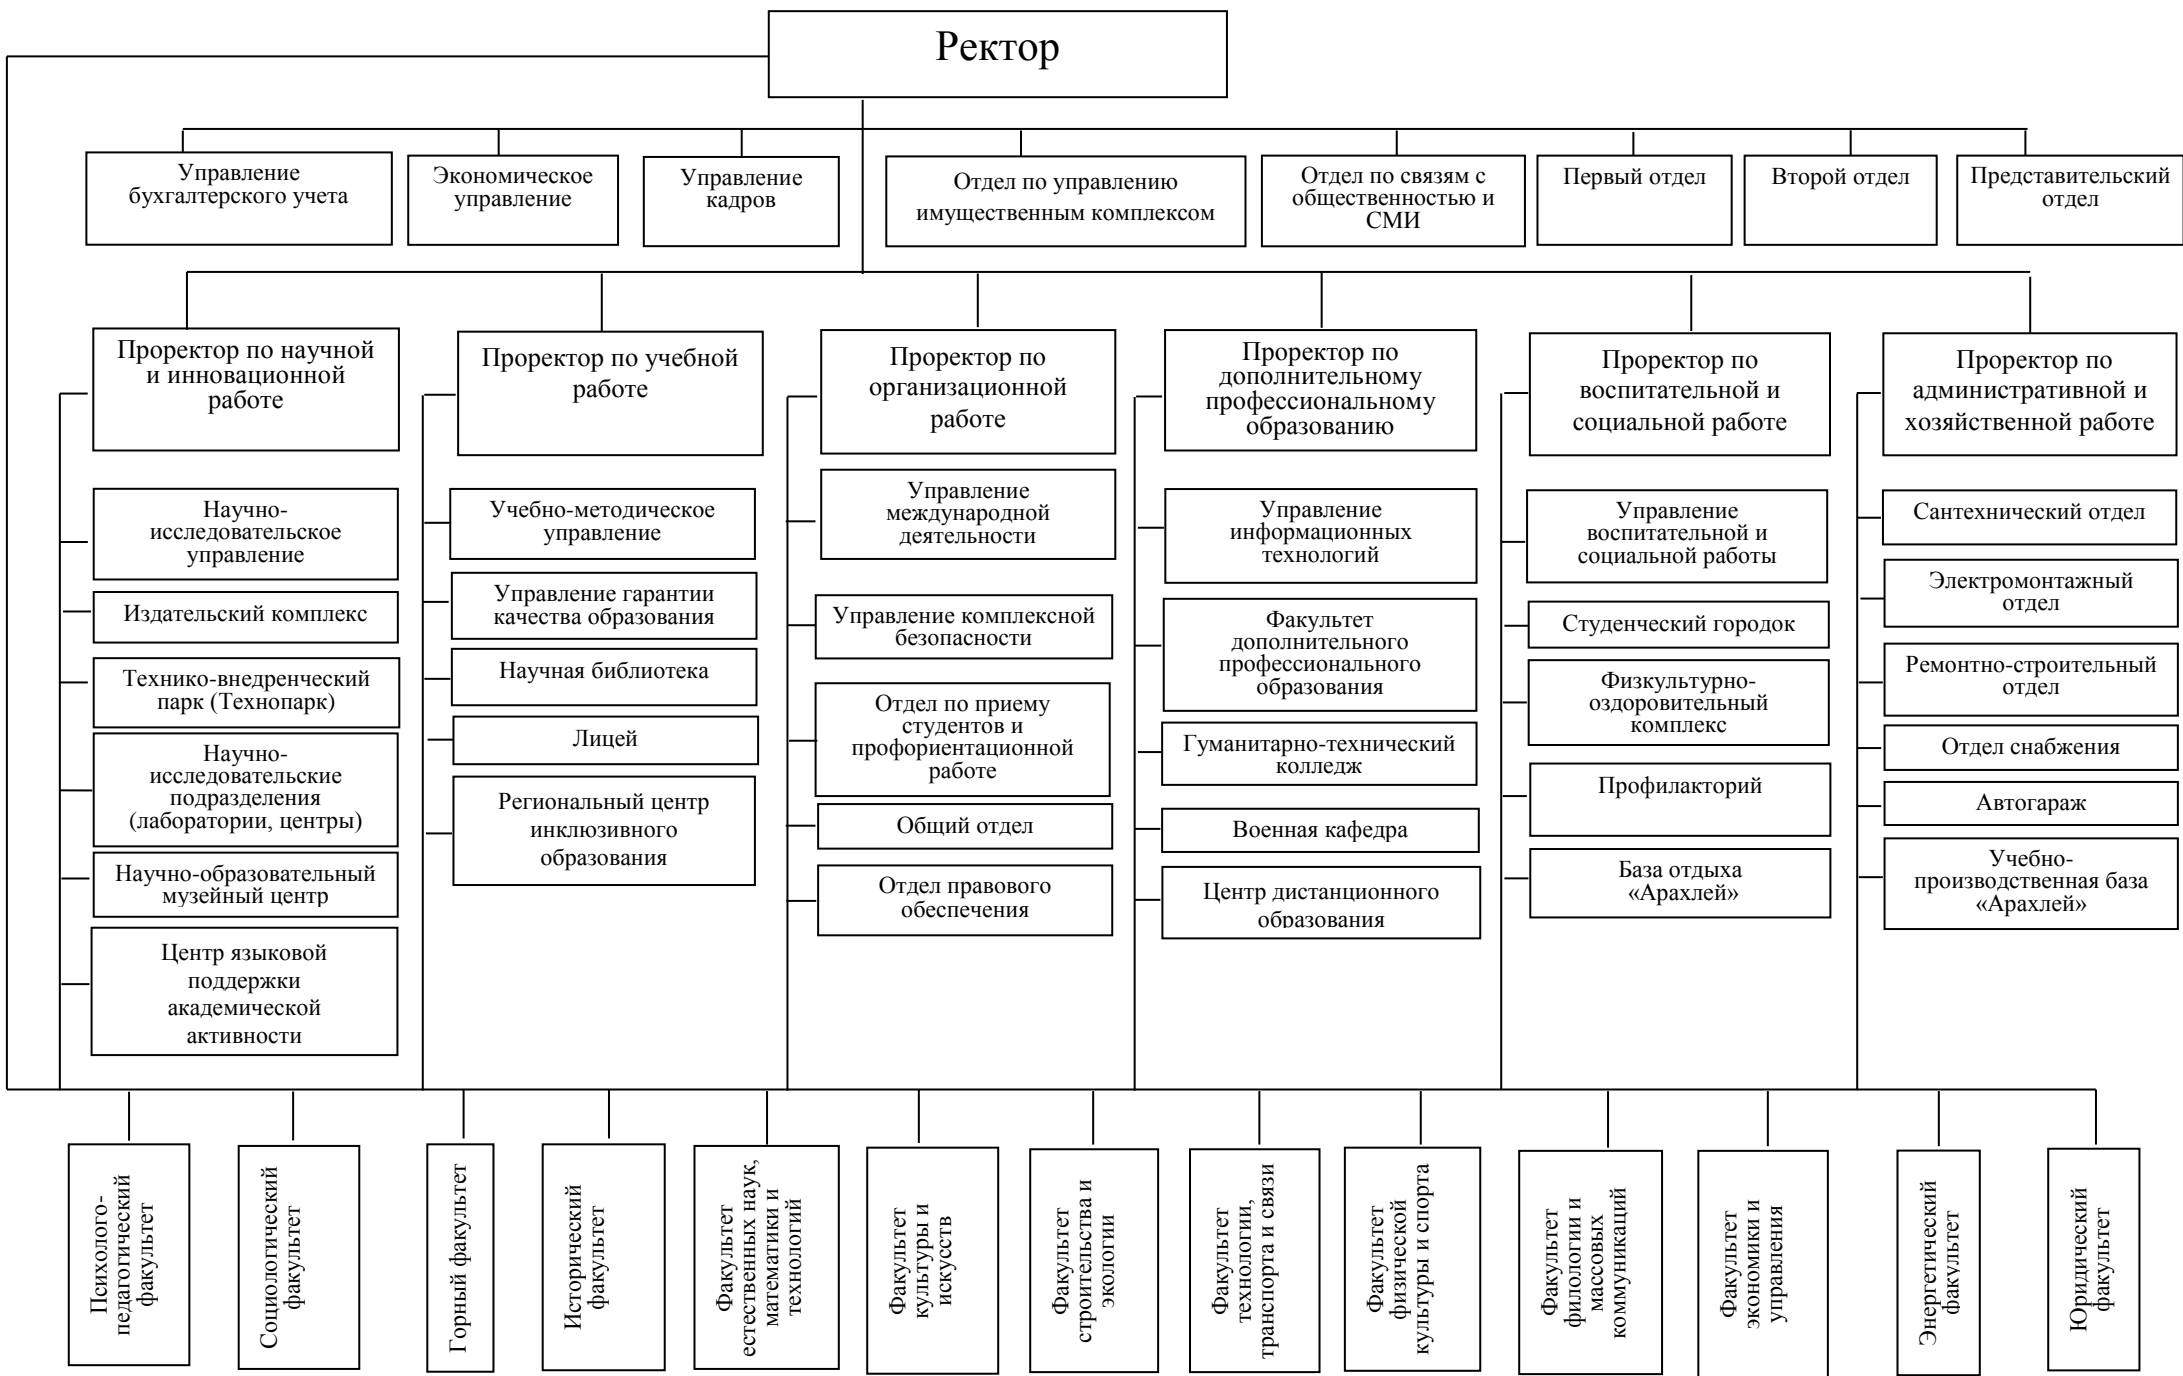 Ректор
Управление
бухгалтерского учета
Экономическое
управление
Управление
кадров
Отдел по управлению
имущественным комплексом
Отдел по связям с
общественностью и
СМИ
Первый отдел
Второй отдел
Представительский
отдел
Проректор по научной
и инновационной
работе
Научно-
исследовательское
управление
Издательский комплекс
Технико-внедренческий
парк (Технопарк)
Научно-
исследовательские
подразделения
(лаборатории, центры)
Научно-образовательный
музейный центр
Центр языковой
поддержки
академической
активности
Проректор по учебной
работе
Учебно-методическое
управление
Управление гарантии
качества образования
Научная библиотека
Лицей
Региональный центр
инклюзивного
образования
Проректор по
организационной
работе
Управление
международной
деятельности
Управление комплексной
безопасности
Отдел по приему
студентов и
профориентационной
работе
Общий отдел
Отдел правового
обеспечения
Проректор по
дополнительному
профессиональному
образованию
Управление
информационных
технологий
Факультет
дополнительного
профессионального
образования
Гуманитарно-технический
колледж
Военная кафедра
Центр дистанционного
образования
Проректор по
воспитательной и
социальной работе
Управление
воспитательной и
социальной работы
Студенческий городок
Физкультурно-
оздоровительный
комплекс
Профилакторий
База отдыха
«Арахлей»
Проректор по
административной и
хозяйственной работе
Сантехнический отдел
Электромонтажный
отдел
Ремонтно-строительный
отдел
Отдел снабжения
Автогараж
Учебно-
производственная база
«Арахлей»
Психолого-
педагогический
факультет
Социологический
факультет
Горный факультет
Исторический
факультет
Факультет
естественных наук,
математики и
технологий
Факультет
культуры и
искусств
Факультет
строительства и
экологии
Факультет
технологии,
транспорта и связи
Факультет
физической
культуры и спорта
Факультет
филологии и
массовых
коммуникаций
Факультет
экономики и
управления
Энергетический
факультет
Юридический
факультет